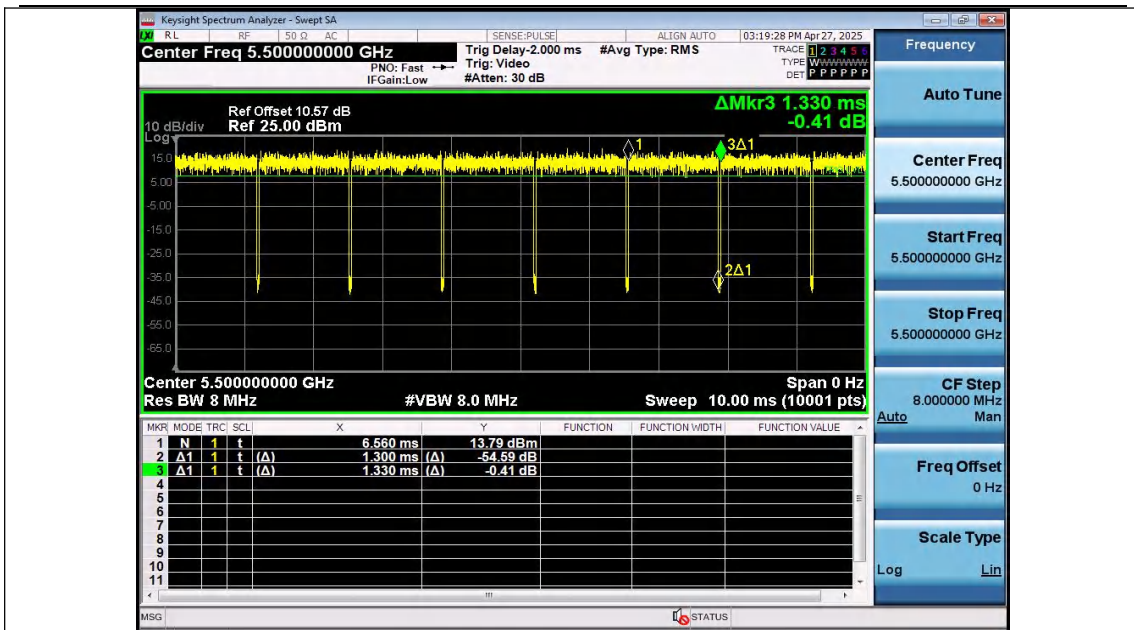 Keysight Spectrum Analyzer - Swept SA
LXI RL RF 50 Ω AC SENSE:PULSE ALIGN AUTO 03:19:28 PM Apr 27, 2025
Center Freq 5.500000000 GHz Trig Delay-2.000 ms #Avg Type: RMS TRACE 1 2 3 4 5 6
PNO: Fast Trig: Video TYPE WWWWWW
IFGain:Low #Atten: 30 dB DET P P P P P P
Frequency
Auto Tune
Center Freq
5.500000000 GHz
Start Freq
5.500000000 GHz
Stop Freq
5.500000000 GHz
CF Step
8.000000 MHz
Auto Man
Freq Offset
0 Hz
Scale Type
Log Lin
ΔMkr3 1.330 ms
-0.41 dB
Ref Offset 10.57 dB
10 dB/div Ref 25.00 dBm
Log
15.0
5.00
-5.00
-15.0
-25.0
-35.0
-45.0
-55.0
-65.0
1
3Δ1
2Δ1
Center 5.500000000 GHz Span 0 Hz
Res BW 8 MHz #VBW 8.0 MHz Sweep 10.00 ms (10001 pts)
MKR MODE TRC SCL X Y FUNCTION FUNCTION WIDTH FUNCTION VALUE
1 N 1 t 6.560 ms 13.79 dBm
2 Δ1 1 t (Δ) 1.300 ms (Δ) -54.59 dB
3 Δ1 1 t (Δ) 1.330 ms (Δ) -0.41 dB
4
5
6
7
8
9
10
11
MSG STATUS